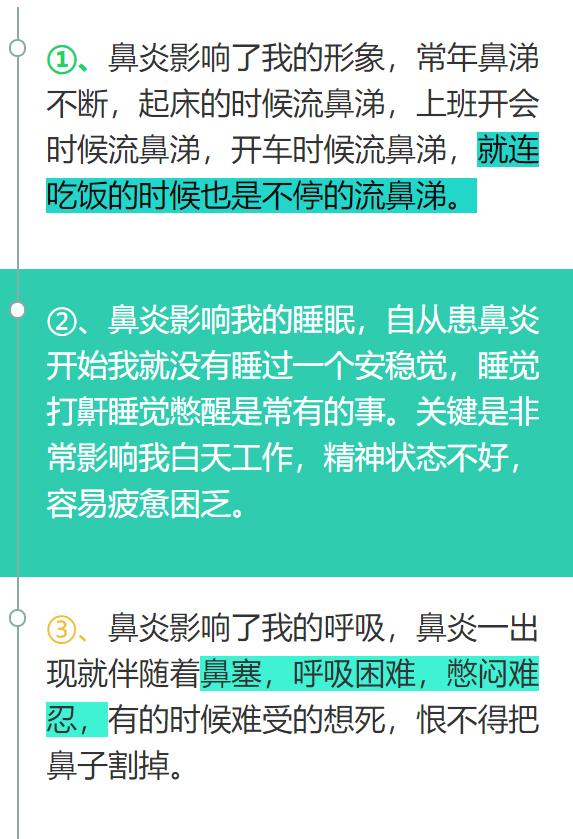 ①、鼻炎影响了我的形象，常年鼻涕
不断，起床的时候流鼻涕，上班开会
时候流鼻涕，开车时候流鼻涕，就连
吃饭的时候也是不停的流鼻涕。
②、鼻炎影响我的睡眠，自从患鼻炎
开始我就没有睡过一个安稳觉，睡觉
打鼾睡觉憋醒是常有的事。关键是非
常影响我白天工作，精神状态不好，
容易疲惫困乏。
③、鼻炎影响了我的呼吸，鼻炎一出
现就伴随着鼻塞，呼吸困难，憋闷难
忍，有的时候难受的想死，恨不得把
鼻子割掉。